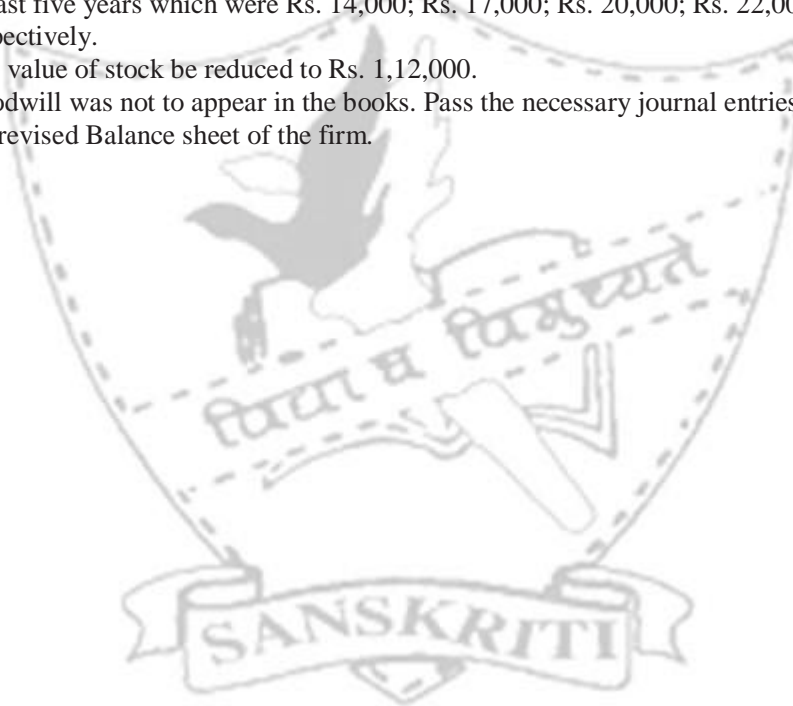 ast five years which were Rs. 14,000; Rs. 17,000; Rs. 20,000; Rs. 22,00
pectively.
value of stock be reduced to Rs. 1,12,000.
odwill was not to appear in the books. Pass the necessary journal entries
revised Balance sheet of the firm.
विद्या च विमुच्यते
SANSKRITI